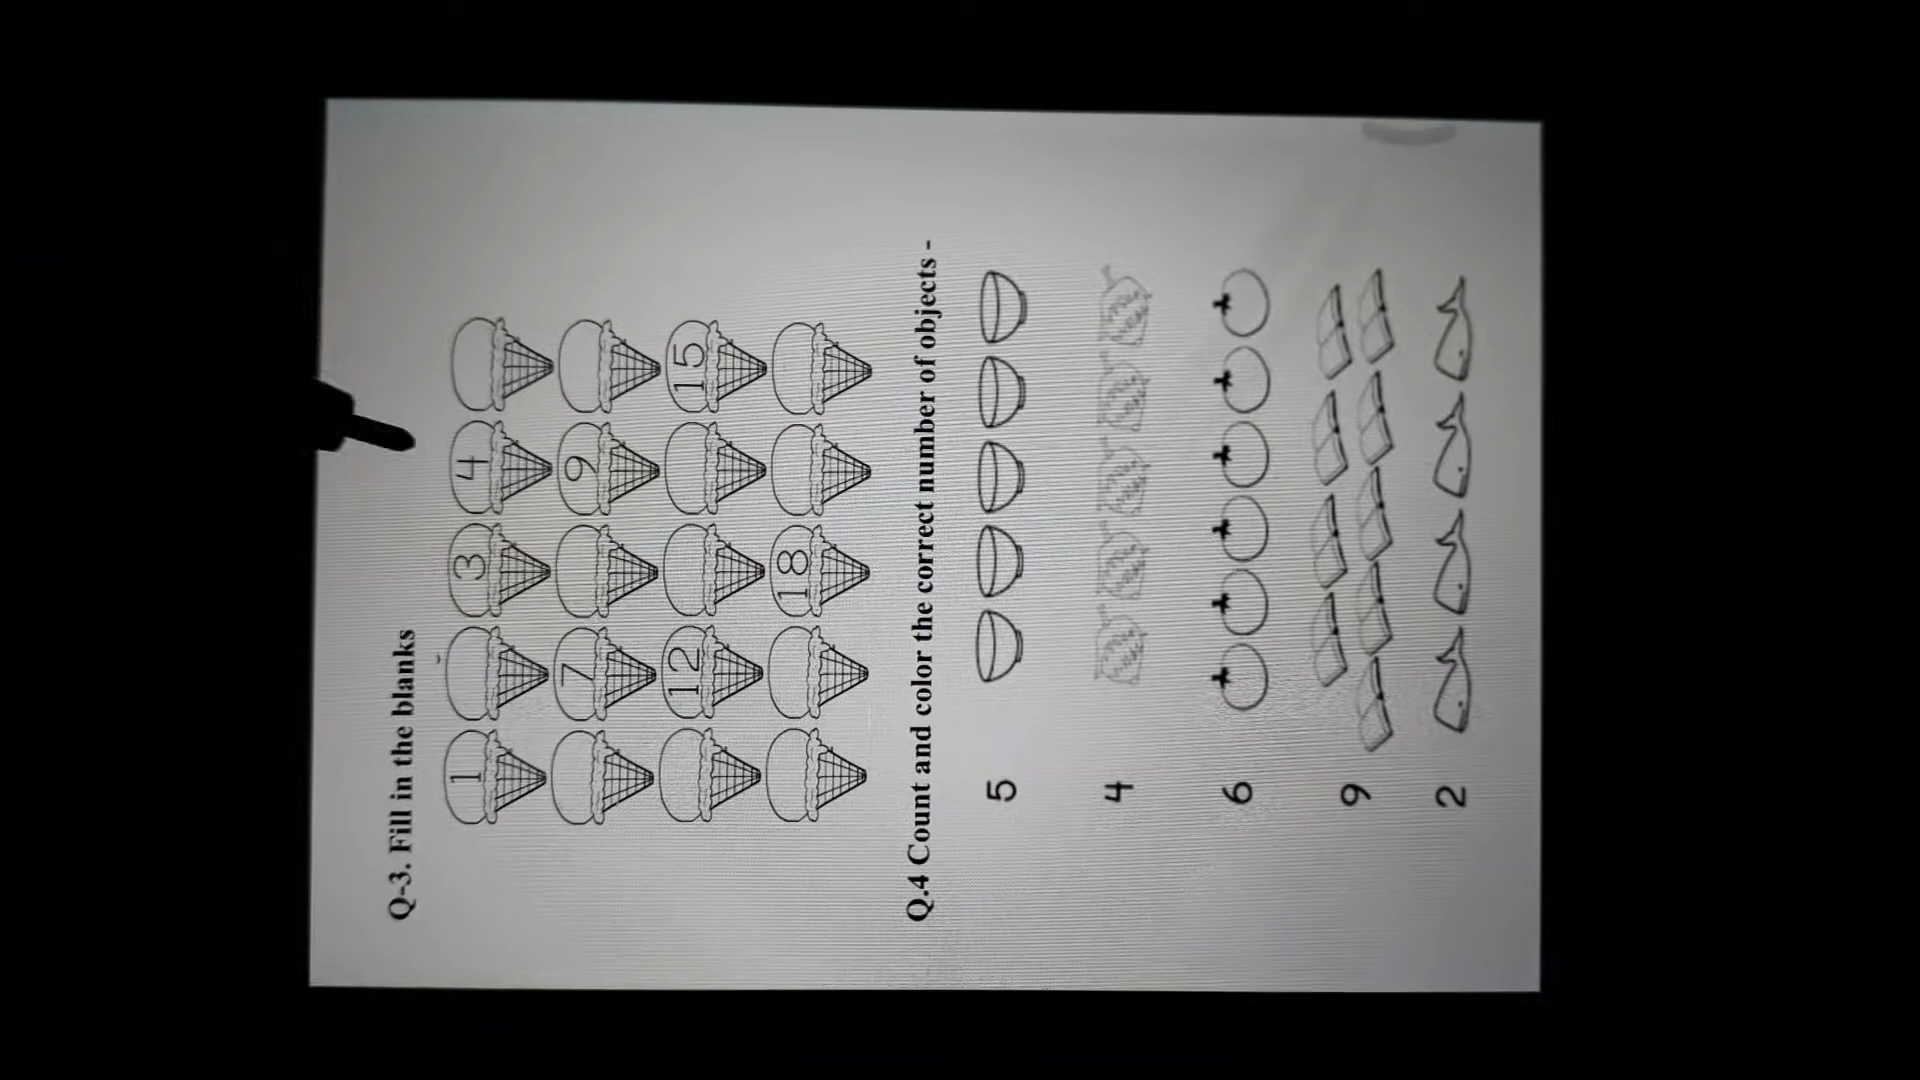 Q-3. Fill in the blanks
1 3 4
7 9
12 15
18
Q.4 Count and color the correct number of objects -
5
4
6
9
2